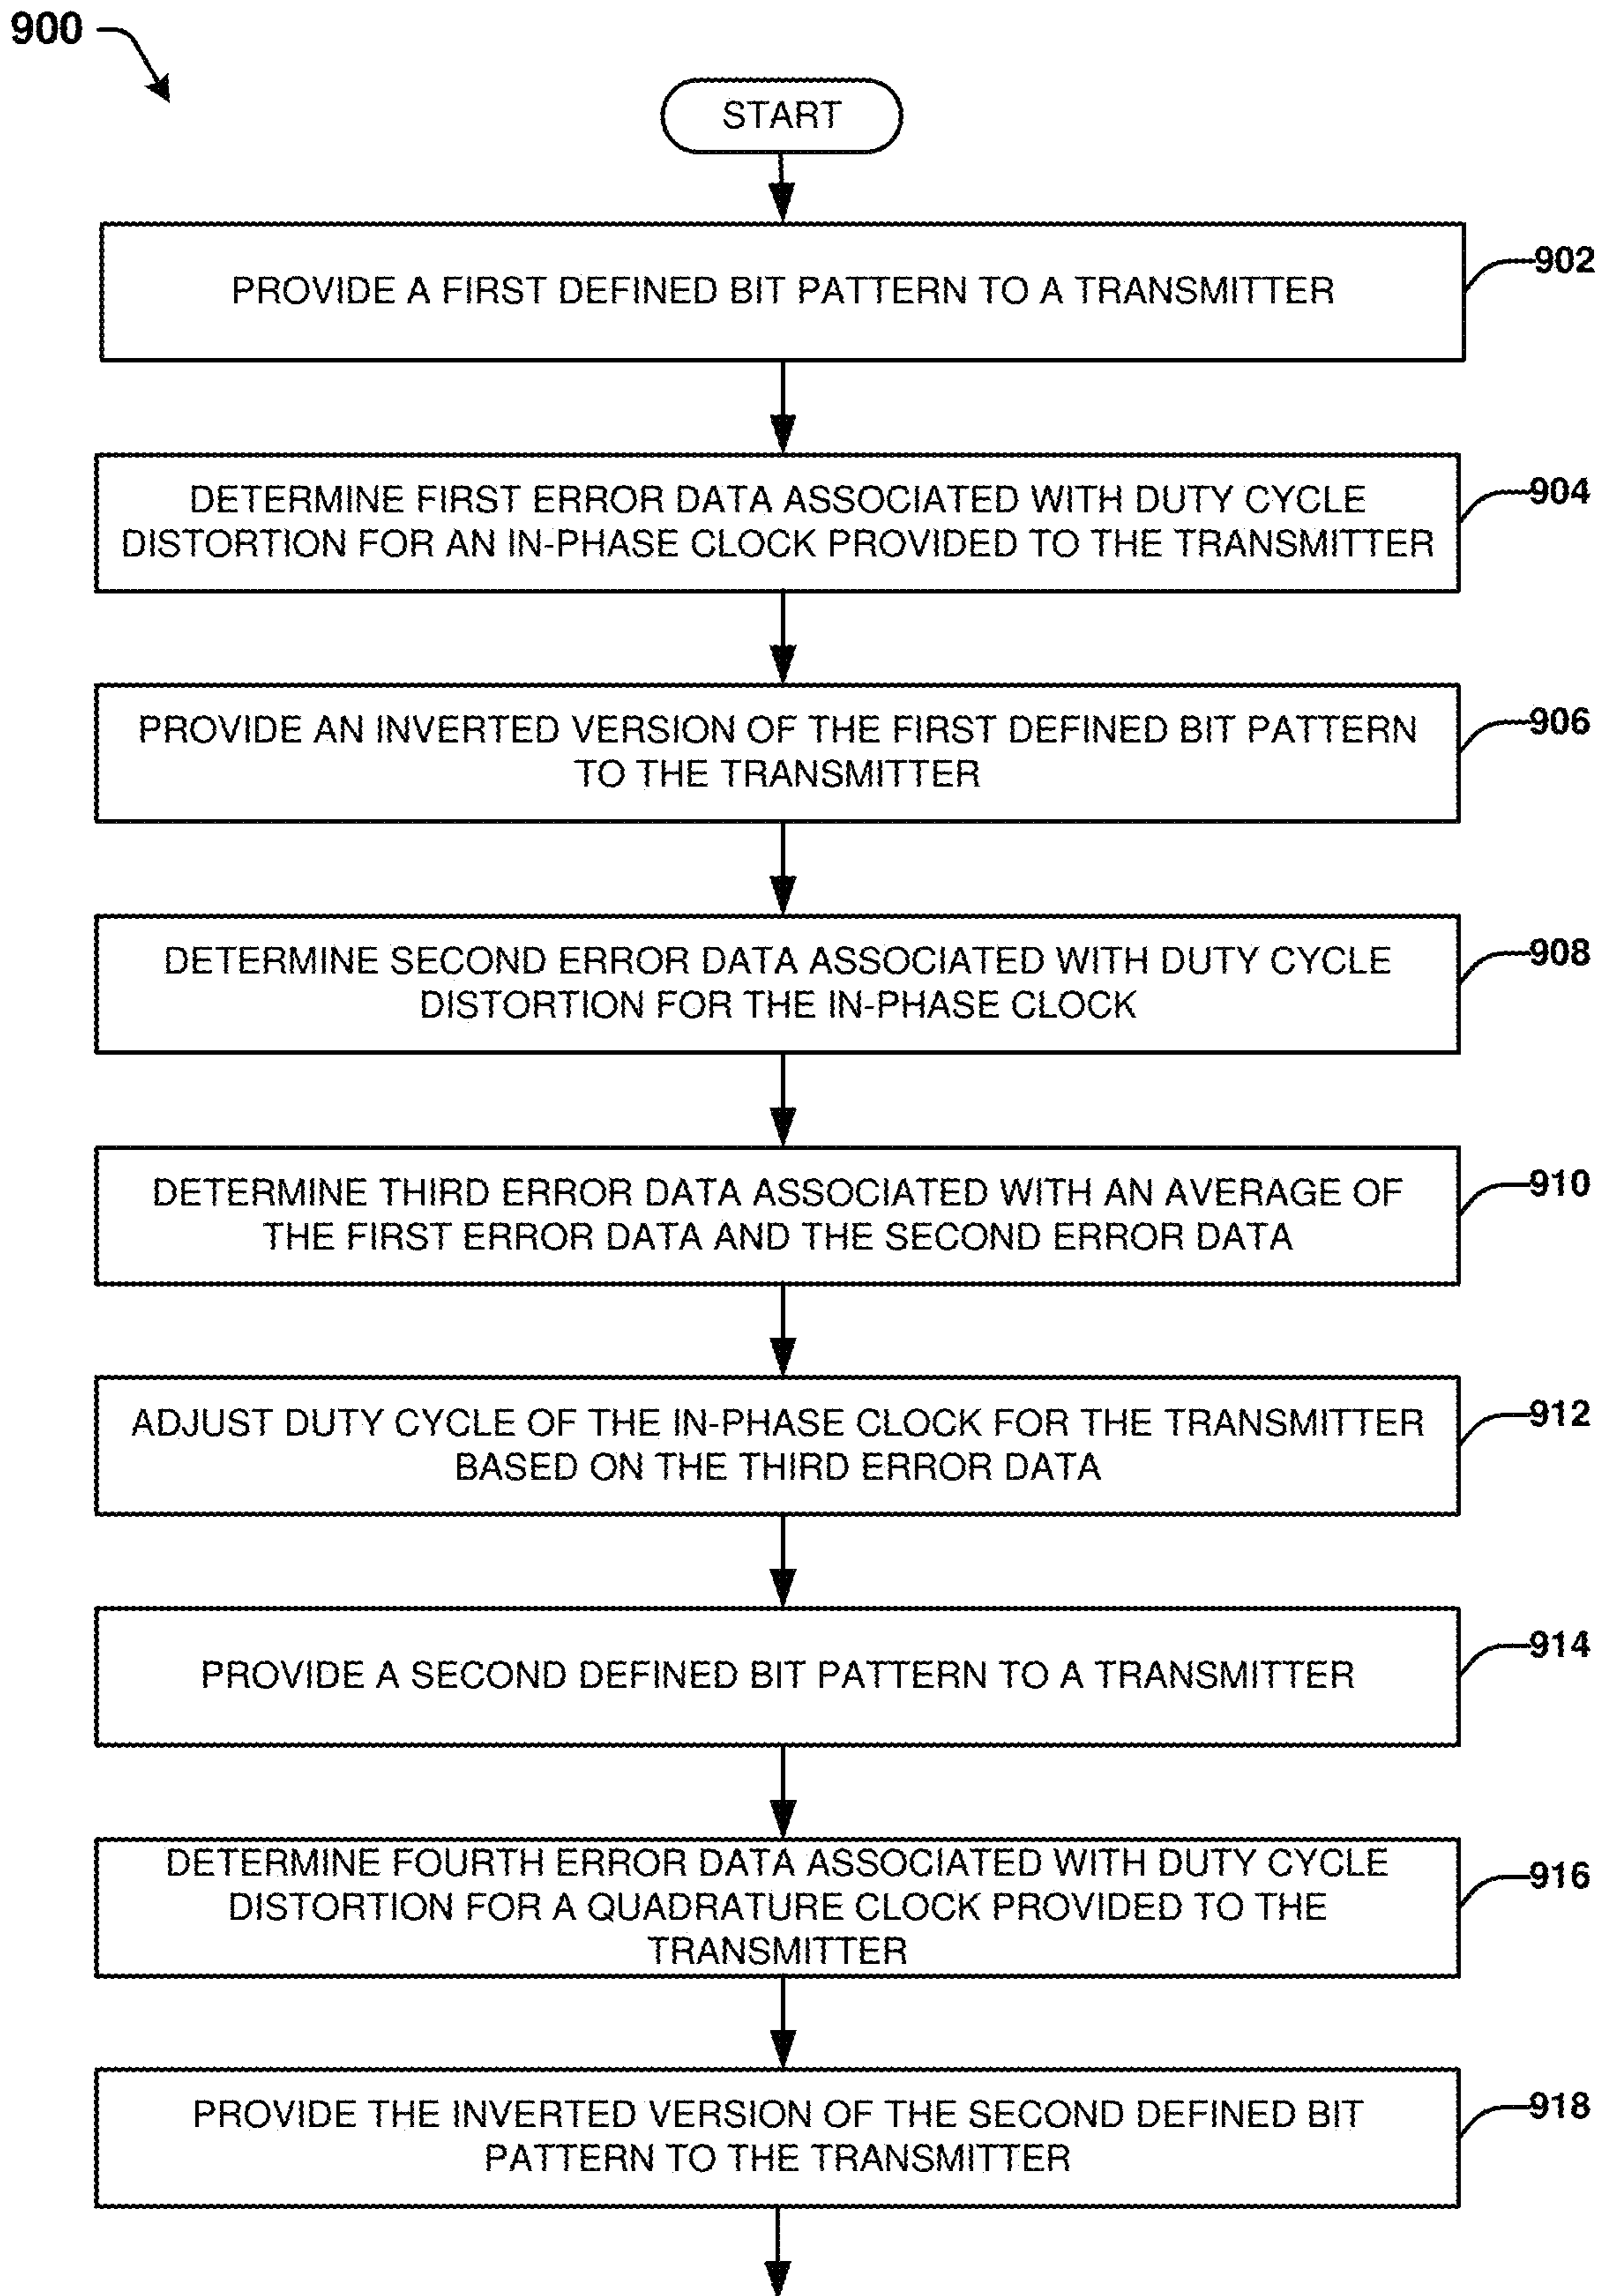 900
START
PROVIDE A FIRST DEFINED BIT PATTERN TO A TRANSMITTER
902
DETERMINE FIRST ERROR DATA ASSOCIATED WITH DUTY CYCLE
DISTORTION FOR AN IN-PHASE CLOCK PROVIDED TO THE TRANSMITTER
904
PROVIDE AN INVERTED VERSION OF THE FIRST DEFINED BIT PATTERN
TO THE TRANSMITTER
906
DETERMINE SECOND ERROR DATA ASSOCIATED WITH DUTY CYCLE
DISTORTION FOR THE IN-PHASE CLOCK
908
DETERMINE THIRD ERROR DATA ASSOCIATED WITH AN AVERAGE OF
THE FIRST ERROR DATA AND THE SECOND ERROR DATA
910
ADJUST DUTY CYCLE OF THE IN-PHASE CLOCK FOR THE TRANSMITTER
BASED ON THE THIRD ERROR DATA
912
PROVIDE A SECOND DEFINED BIT PATTERN TO A TRANSMITTER
914
DETERMINE FOURTH ERROR DATA ASSOCIATED WITH DUTY CYCLE
DISTORTION FOR A QUADRATURE CLOCK PROVIDED TO THE
TRANSMITTER
916
PROVIDE THE INVERTED VERSION OF THE SECOND DEFINED BIT
PATTERN TO THE TRANSMITTER
918